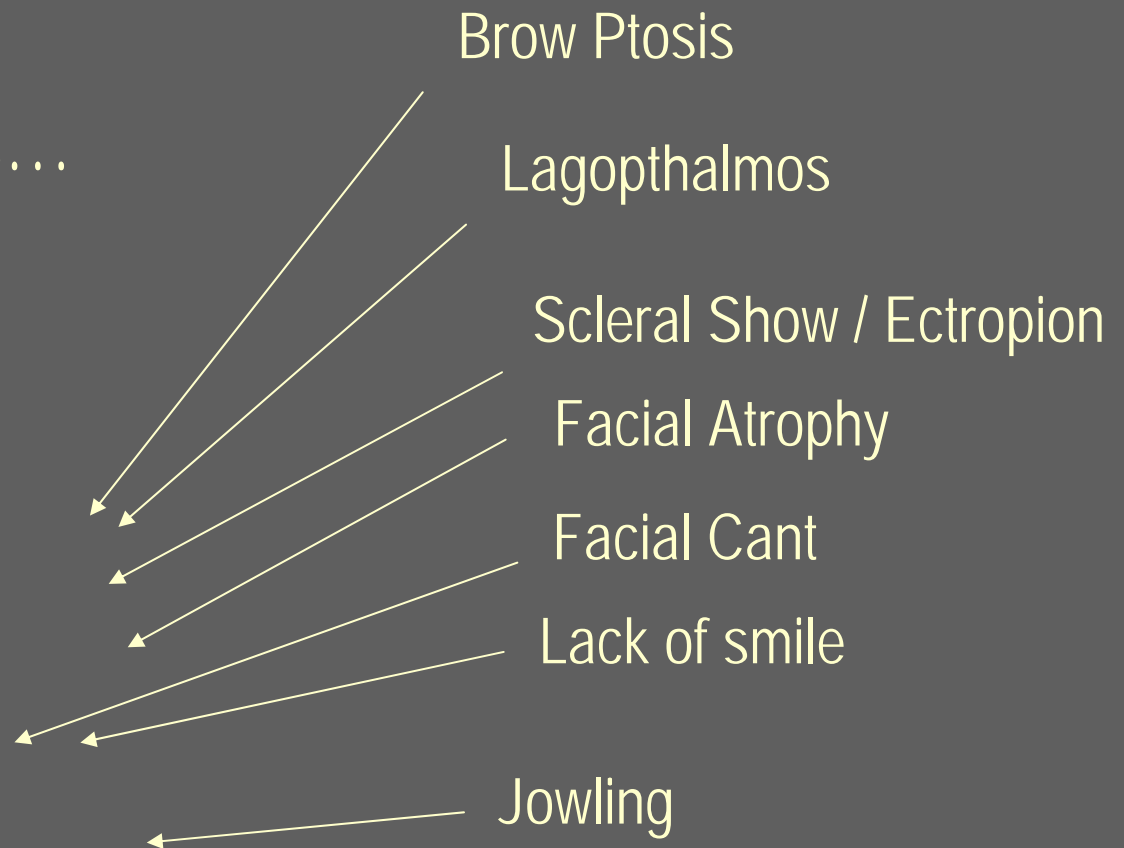 Brow Ptosis
...
Lagopthalmos
Scleral Show / Ectropion
Facial Atrophy
Facial Cant
Lack of smile
Jowling